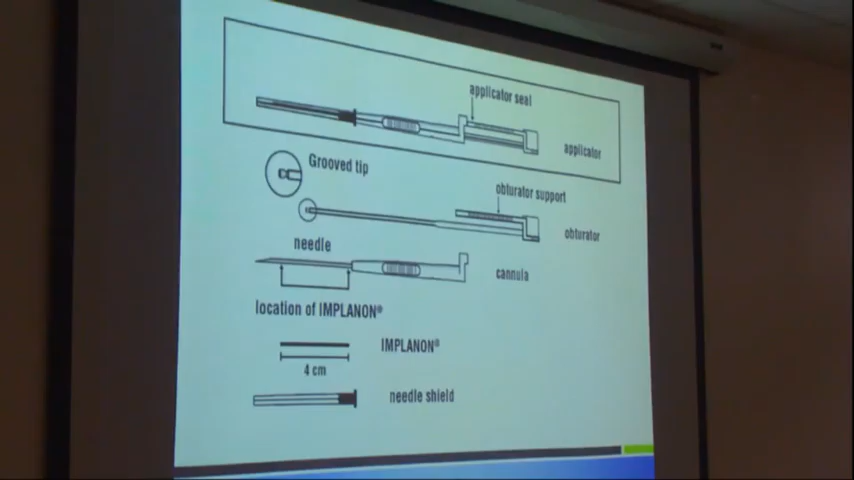 applicator seal
applicator
Grooved tip
obturator support
obturator
needle
cannula
location of IMPLANON®
IMPLANON®
4 cm
needle shield